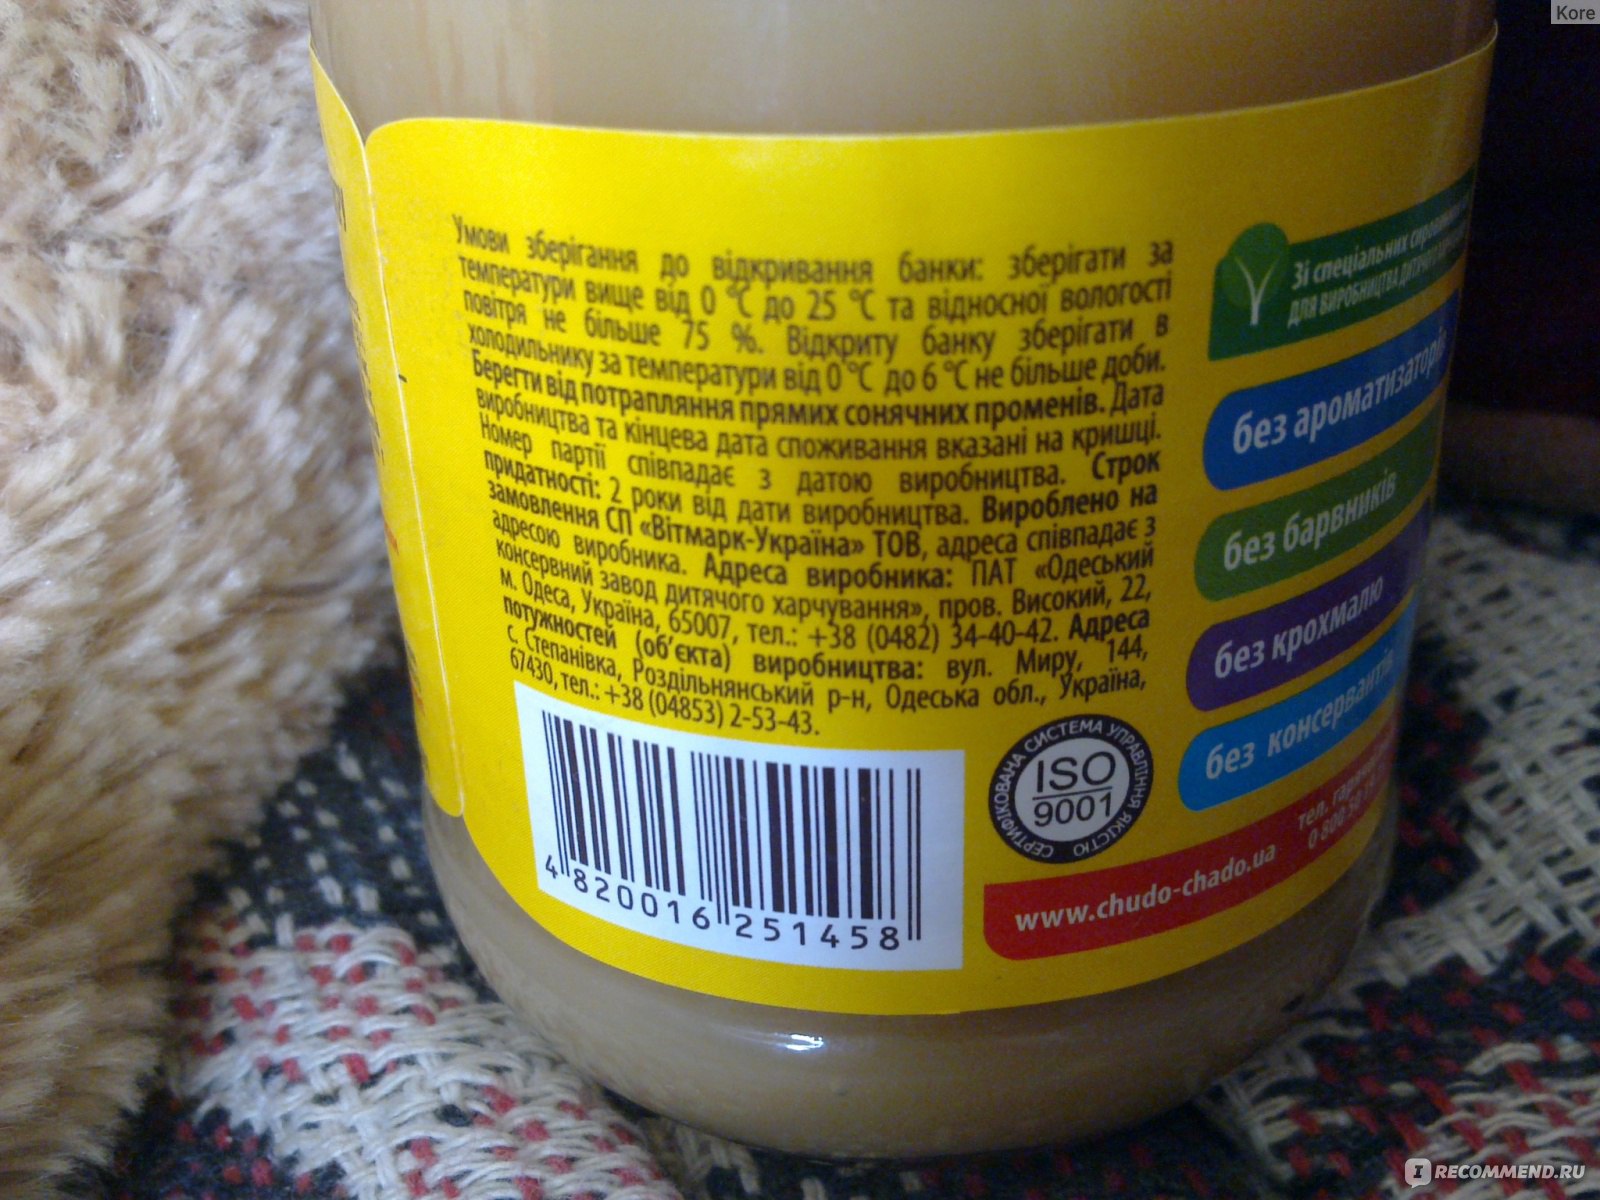 Kore
Умови зберігання до відкривання банки: зберігати за
температури вище від 0 °С до 25 °С та відносної вологості
повітря не більше 75 %. Відкриту банку зберігати в
холодильнику за температури від 0 °С до 6 °С не більше доби.
Берегти від потрапляння прямих сонячних променів. Дата
виробництва та кінцева дата споживання вказані на кришці.
Номер партії співпадає з датою виробництва. Строк
придатності: 2 роки від дати виробництва. Вироблено на
замовлення СП «Вітмарк-Україна» ТОВ, адреса співпадає з
адресою виробника. Адреса виробника: ПАТ «Одеський
консервний завод дитячого харчування», пров. Високий, 22,
м. Одеса, Україна, 65007, тел.: +38 (0482) 34-40-42. Адреса
потужностей (об'єкта) виробництва: вул. Миру, 144,
с. Степанівка, Роздільнянський р-н, Одеська обл., Україна,
67430, тел.: +38 (04853) 2-53-43.
4 820016 251458
СЕРТИФІКОВАНА СИСТЕМА УПРАВЛІННЯ ЯКІСТЮ
ISO
9001
Зі спеціальних
для виробництва дитячого
без ароматизаторів
без барвників
без крохмалю
без консервантів
www.chudo-chado.ua
тел.
0 800
IRECOMMEND.RU